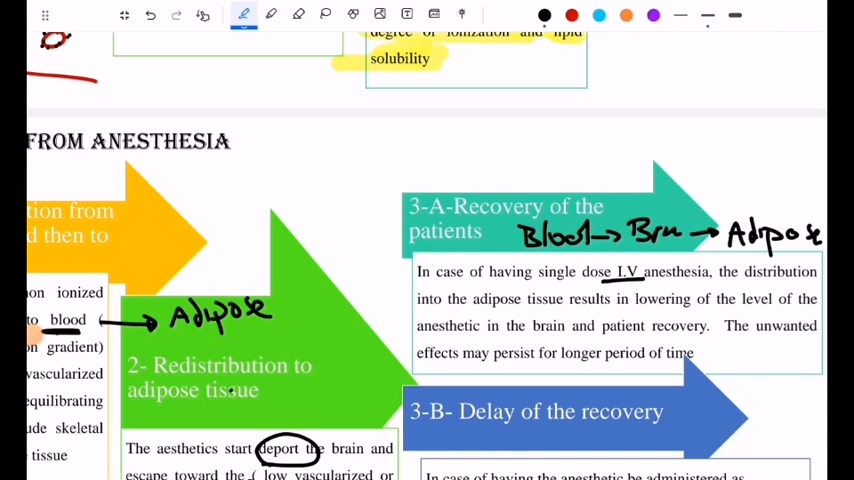 degree of ionization and lipid
solubility
FROM ANESTHESIA
tion from
d then to
non ionized
to blood (
on gradient)
vascularized
equilibrating
ude skeletal
tissue
Adipose
2- Redistribution to
adipose tissue
The aesthetics start deport the brain and
escape toward the ( low vascularized or
3-A-Recovery of the
patients
Blood → Brn → Adipose
In case of having single dose I.V anesthesia, the distribution
into the adipose tissue results in lowering of the level of the
anesthetic in the brain and patient recovery. The unwanted
effects may persist for longer period of time
3-B- Delay of the recovery
In case of having the anesthetic be administered as